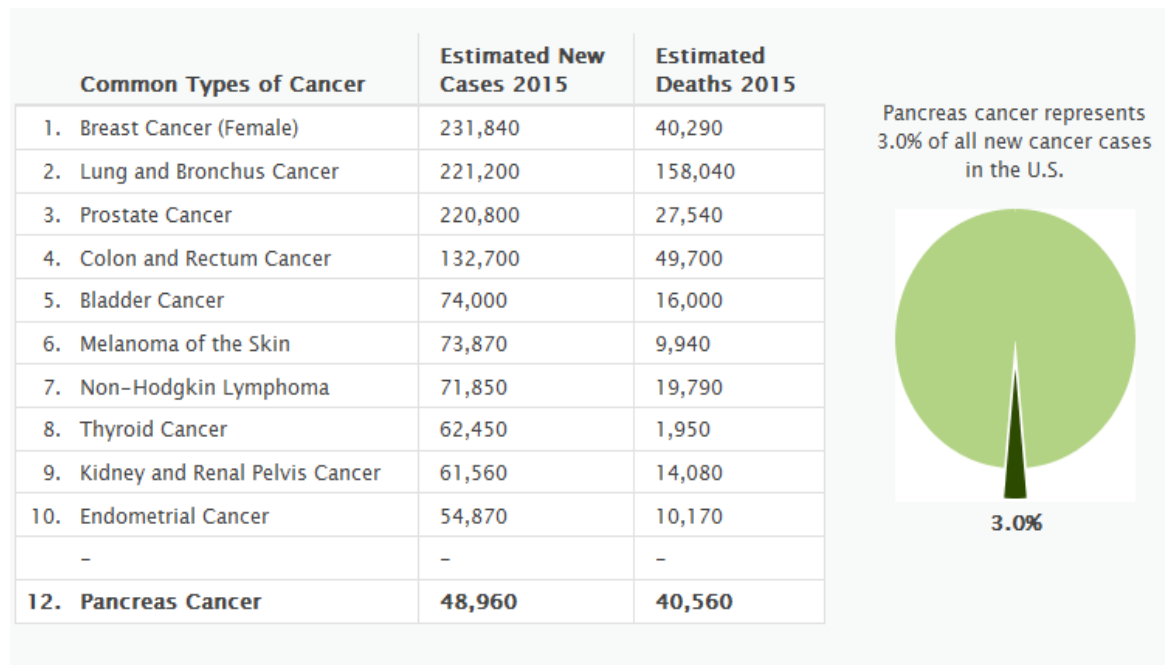 Common Types of Cancer Estimated New Cases 2015 Estimated Deaths 2015
1. Breast Cancer (Female) 231,840 40,290
2. Lung and Bronchus Cancer 221,200 158,040
3. Prostate Cancer 220,800 27,540
4. Colon and Rectum Cancer 132,700 49,700
5. Bladder Cancer 74,000 16,000
6. Melanoma of the Skin 73,870 9,940
7. Non-Hodgkin Lymphoma 71,850 19,790
8. Thyroid Cancer 62,450 1,950
9. Kidney and Renal Pelvis Cancer 61,560 14,080
10. Endometrial Cancer 54,870 10,170
– – –
12. Pancreas Cancer 48,960 40,560
Pancreas cancer represents
3.0% of all new cancer cases
in the U.S.
3.0%